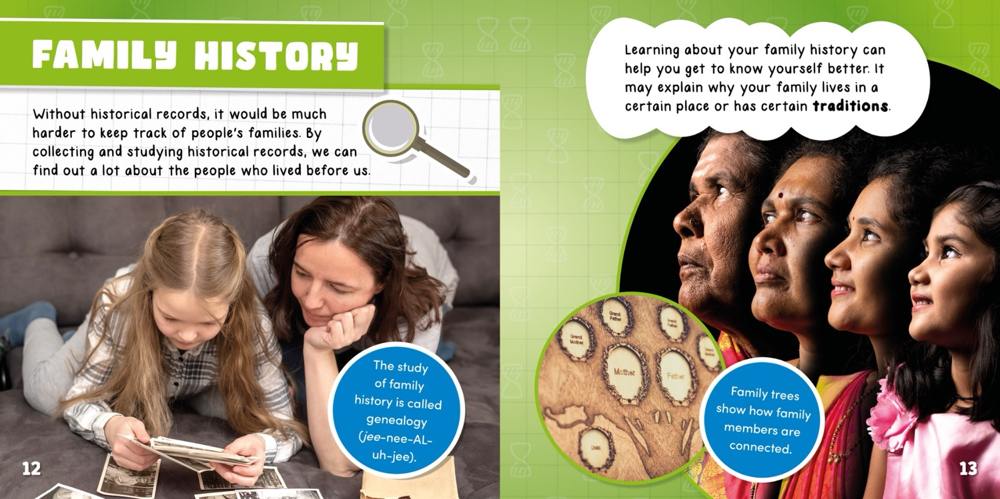 FAMILY HISTORY
Without historical records, it would be much
harder to keep track of people's families. By
collecting and studying historical records, we can
find out a lot about the people who lived before us.
The study
of family
history is called
genealogy
(jee-nee-AL-
uh-jee).
12
Learning about your family history can
help you get to know yourself better. It
may explain why your family lives in a
certain place or has certain traditions.
Grand
Father
Grand
Mother
Grand
Father
Mother
Father
Child
Family trees
show how family
members are
connected.
13